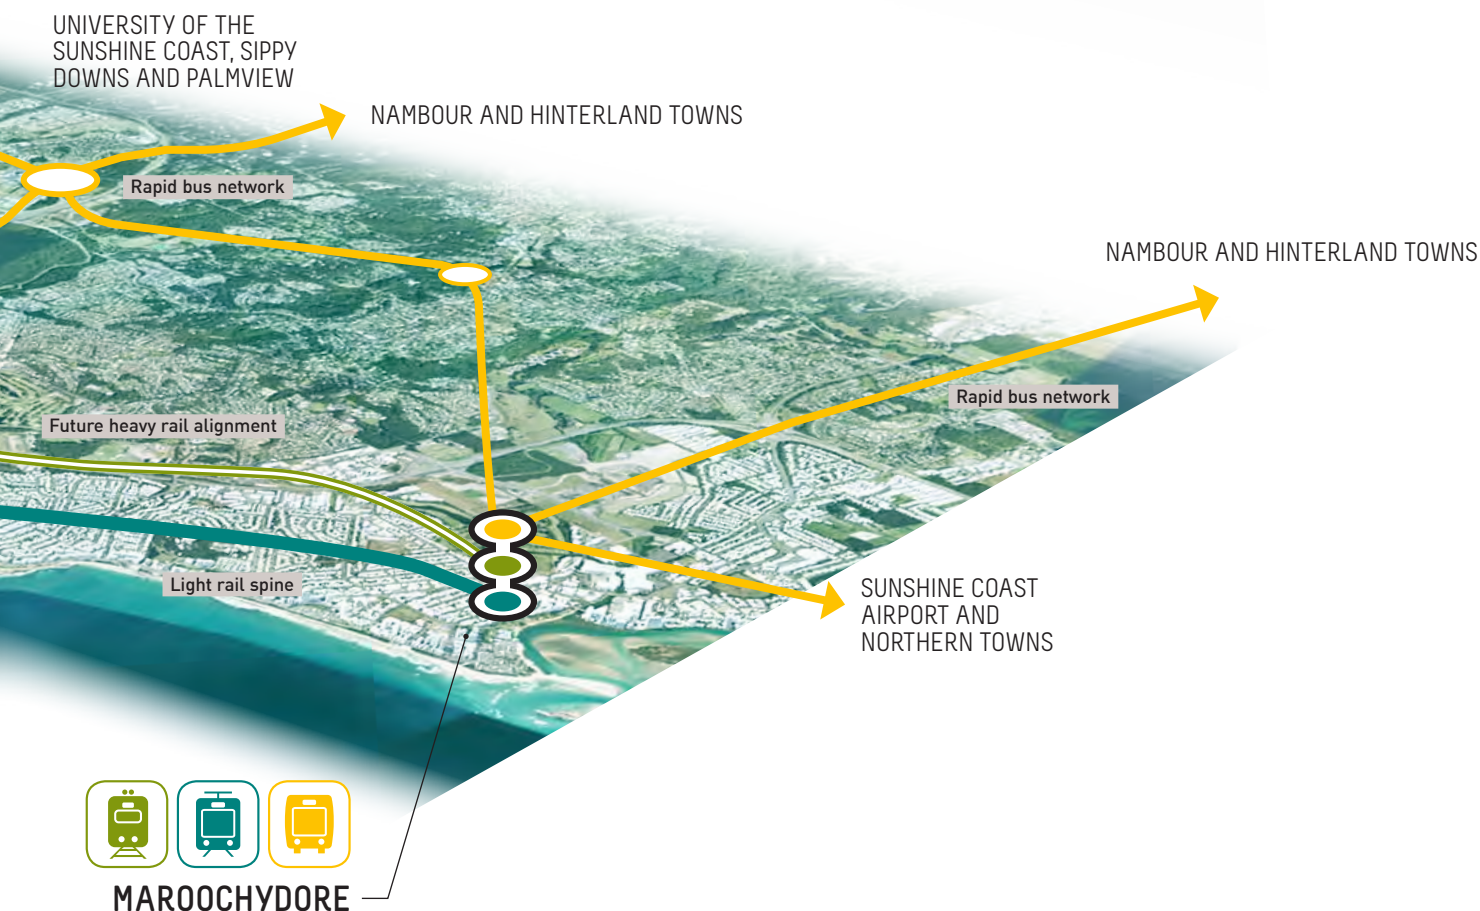 UNIVERSITY OF THE
SUNSHINE COAST, SIPPY
DOWNS AND PALMVIEW
NAMBOUR AND HINTERLAND TOWNS
Rapid bus network
NAMBOUR AND HINTERLAND TOWNS
Rapid bus network
Future heavy rail alignment
Light rail spine
SUNSHINE COAST
AIRPORT AND
NORTHERN TOWNS
MAROOCHYDORE